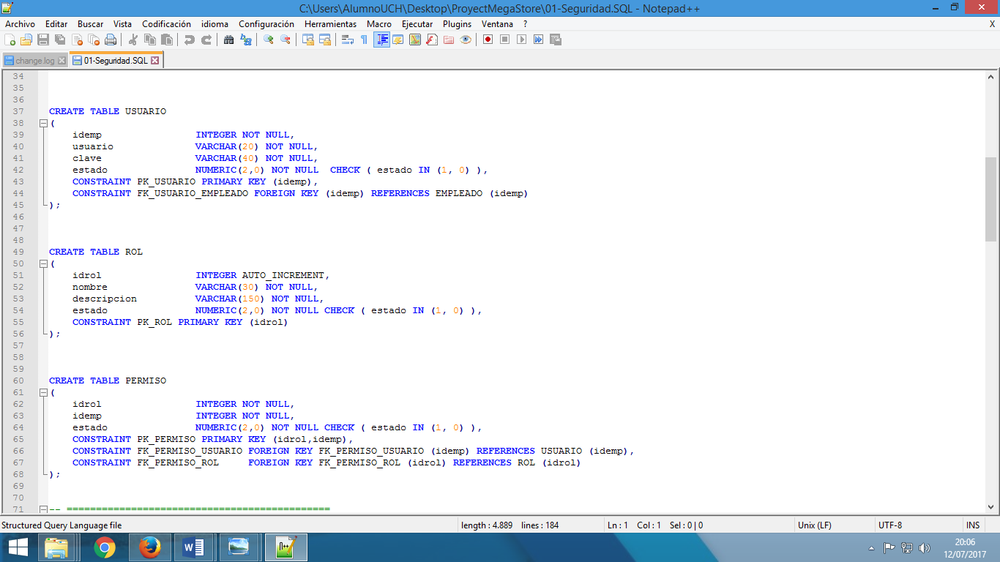 C:\Users\AlumnoUCH\Desktop\ProyectMegaStore\01-Seguridad.SQL - Notepad++
Archivo Editar Buscar Vista Codificación idioma Configuración Herramientas Macro Ejecutar Plugins Ventana ? X
change.log 01-Seguridad.SQL
34
35
36
37 CREATE TABLE USUARIO
38 (
39 idemp INTEGER NOT NULL,
40 usuario VARCHAR(20) NOT NULL,
41 clave VARCHAR(40) NOT NULL,
42 estado NUMERIC(2,0) NOT NULL CHECK ( estado IN (1, 0) ),
43 CONSTRAINT PK_USUARIO PRIMARY KEY (idemp),
44 CONSTRAINT FK_USUARIO_EMPLEADO FOREIGN KEY (idemp) REFERENCES EMPLEADO (idemp)
45 );
46
47
48
49 CREATE TABLE ROL
50 (
51 idrol INTEGER AUTO_INCREMENT,
52 nombre VARCHAR(30) NOT NULL,
53 descripcion VARCHAR(150) NOT NULL,
54 estado NUMERIC(2,0) NOT NULL CHECK ( estado IN (1, 0) ),
55 CONSTRAINT PK_ROL PRIMARY KEY (idrol)
56 );
57
58
59
60 CREATE TABLE PERMISO
61 (
62 idrol INTEGER NOT NULL,
63 idemp INTEGER NOT NULL,
64 estado NUMERIC(2,0) NOT NULL CHECK ( estado IN (1, 0) ),
65 CONSTRAINT PK_PERMISO PRIMARY KEY (idrol,idemp),
66 CONSTRAINT FK_PERMISO_USUARIO FOREIGN KEY FK_PERMISO_USUARIO (idemp) REFERENCES USUARIO (idemp),
67 CONSTRAINT FK_PERMISO_ROL FOREIGN KEY FK_PERMISO_ROL (idrol) REFERENCES ROL (idrol)
68 );
69
70
71 -- =============================================
Structured Query Language file length : 4.889 lines : 184 Ln : 1 Col : 1 Sel : 0 | 0 Unix (LF) UTF-8 INS
20:06
12/07/2017